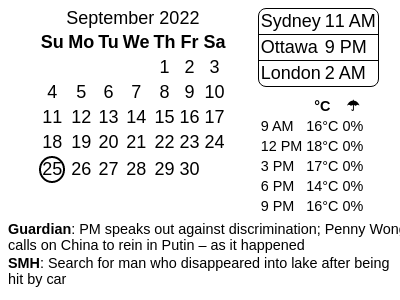 September 2022
Su Mo Tu We Th Fr Sa
1 2 3
4 5 6 7 8 9 10
11 12 13 14 15 16 17
18 19 20 21 22 23 24
25 26 27 28 29 30
Sydney 11 AM
Ottawa 9 PM
London 2 AM
°C ☂
9 AM 16°C 0%
12 PM 18°C 0%
3 PM 17°C 0%
6 PM 14°C 0%
9 PM 16°C 0%
Guardian: PM speaks out against discrimination; Penny Wong
calls on China to rein in Putin – as it happened
SMH: Search for man who disappeared into lake after being
hit by car